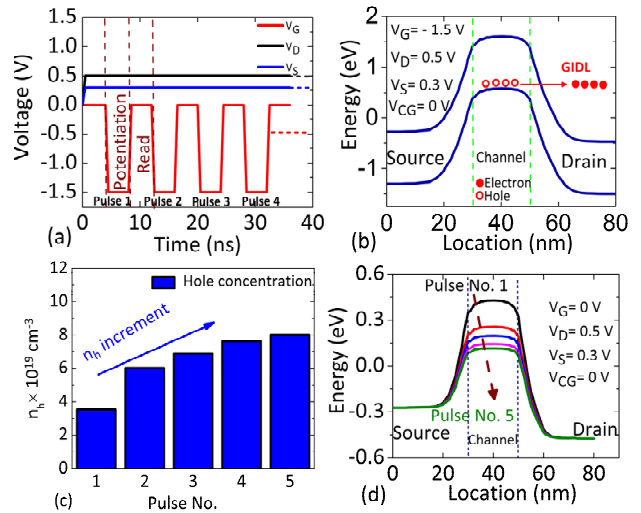 V_G
V_D
V_S
Voltage (V)
1.5
1.0
0.5
0.0
-0.5
-1.0
-1.5
Potentiation
Read
Pulse 1
Pulse 2
Pulse 3
Pulse 4
0
10
20
30
40
Time (ns)
(a)
Energy (eV)
2
1
0
-1
V_G= - 1.5 V
V_D= 0.5 V
V_S= 0.3 V
V_CG= 0 V
GIDL
Source
Channel
Drain
Electron
Hole
0
20
40
60
80
Location (nm)
(b)
n_h× 10^19 cm^-3
12
10
8
6
4
2
0
Hole concentration
n_h increment
1
2
3
4
5
Pulse No.
(c)
Energy (eV)
0.6
0.3
0.0
-0.3
-0.6
Pulse No. 1
V_G= 0 V
V_D= 0.5 V
V_S= 0.3 V
V_CG= 0V
Pulse No. 5
Source
Channel
Drain
0
20
40
60
80
Location (nm)
(d)